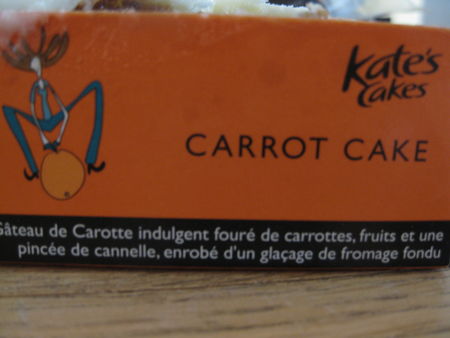 Kate's
Cakes
CARROT CAKE
Gâteau de Carotte indulgent fouré de carrottes, fruits et une
pincée de cannelle, enrobé d'un glaçage de fromage fondu